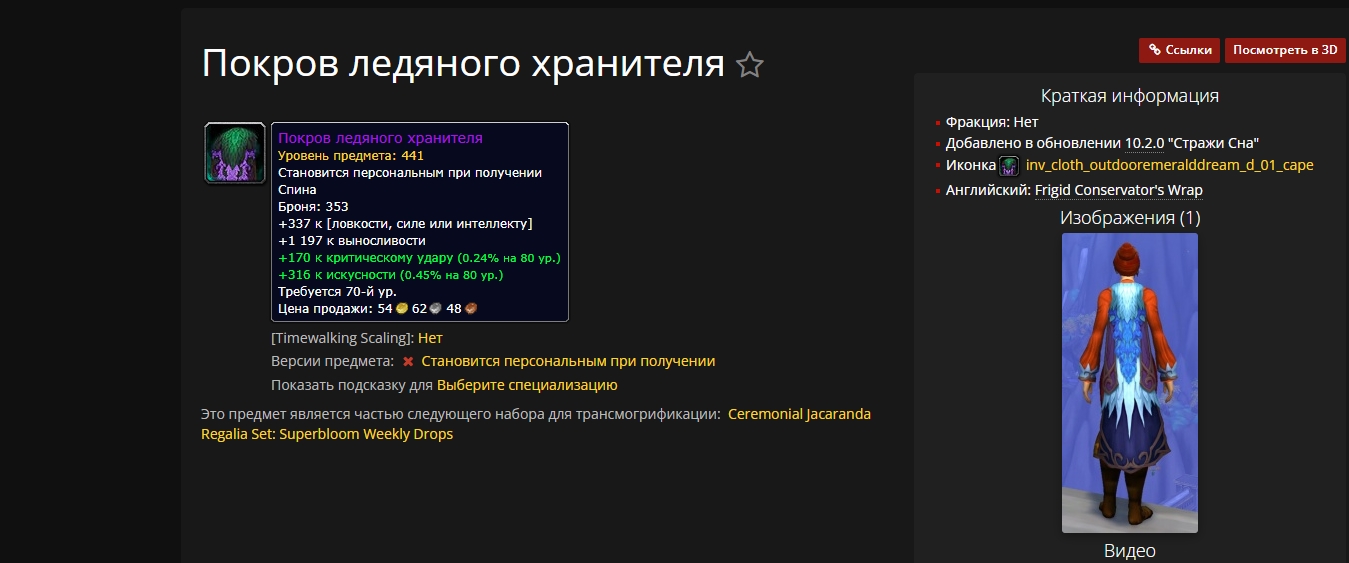 Покров ледяного хранителя
Ссылки
Посмотреть в 3D
Покров ледяного хранителя
Уровень предмета: 441
Становится персональным при получении
Спина
Броня: 353
+337 к [ловкости, силе или интеллекту]
+1 197 к выносливости
+170 к критическому удару (0.24% на 80 ур.)
+316 к искусности (0.45% на 80 ур.)
Требуется 70-й ур.
Цена продажи: 54 62 48
[Timewalking Scaling]: Нет
Версии предмета: Становится персональным при получении
Показать подсказку для Выберите специализацию
Это предмет является частью следующего набора для трансмогрификации: Ceremonial Jacaranda
Regalia Set: Superbloom Weekly Drops
Краткая информация
Фракция: Нет
Добавлено в обновлении 10.2.0 "Стражи Сна"
Иконка inv_cloth_outdooremeralddream_d_01_cape
Английский: Frigid Conservator's Wrap
Изображения (1)
Видео